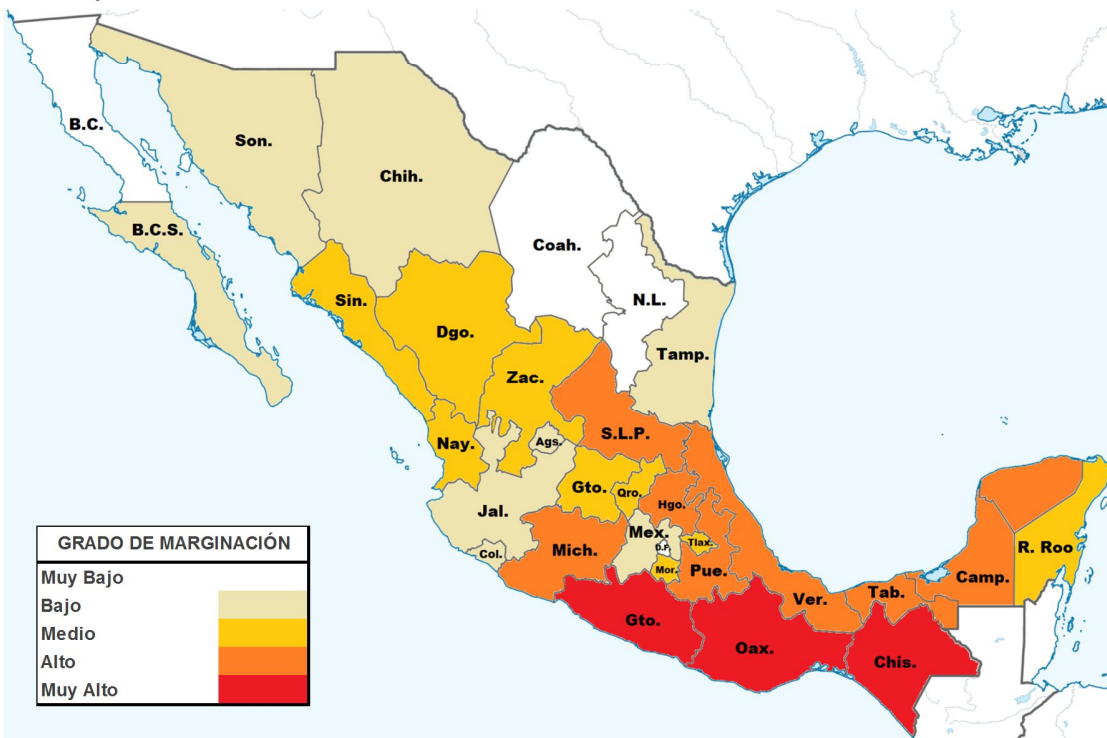 B.C.
Son.
Chih.
B.C.S.
Coah.
Sin.
N.L.
Dgo.
Tamp.
Zac.
S.L.P.
Nay.
Ags.
Gto.
Qro.
Hgo.
Jal.
Mex.
Col.
Mich.
D.F.
Tlax.
Mor.
Pue.
R. Roo
Camp.
Tab.
Ver.
Gto.
Oax.
Chis.
GRADO DE MARGINACIÓN
Muy Bajo
Bajo
Medio
Alto
Muy Alto